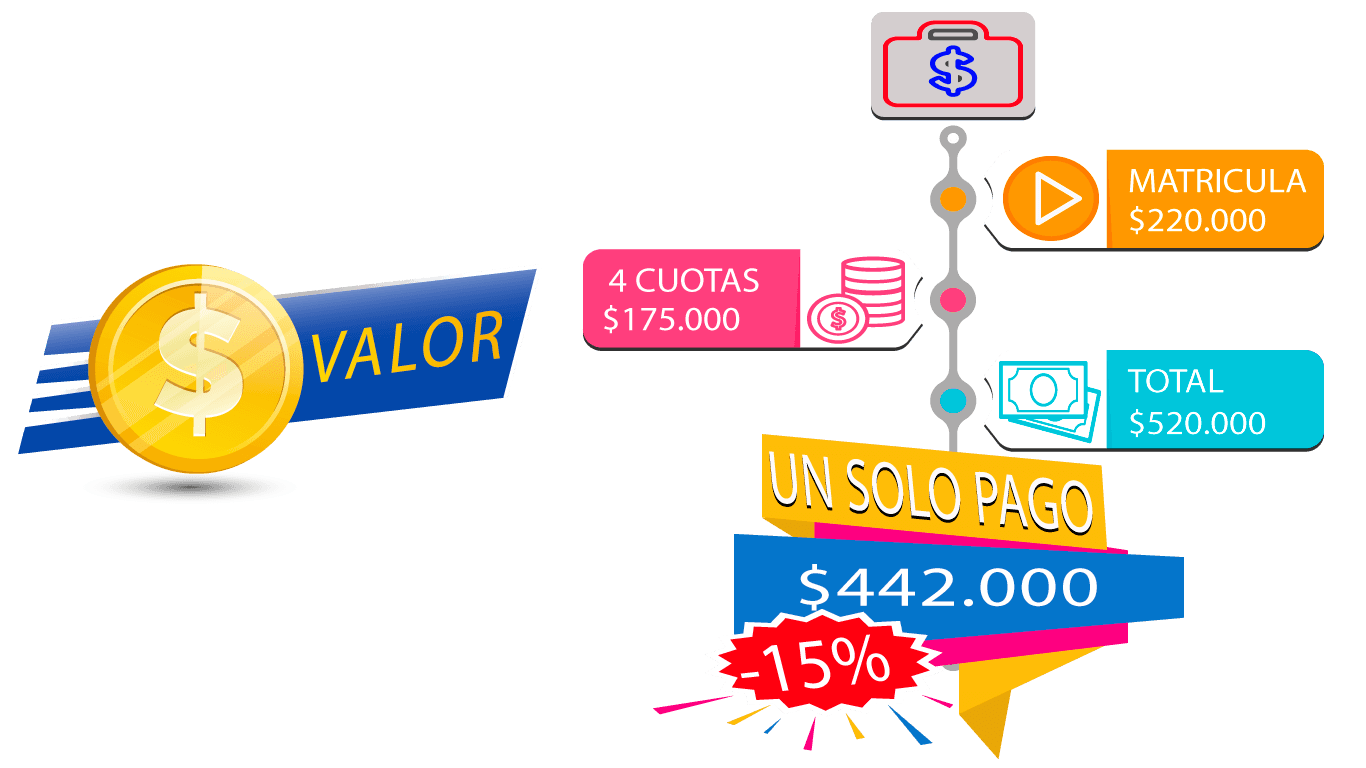 VALOR
$
MATRICULA
$220.000
4 CUOTAS
$175.000
$
TOTAL
$520.000
UN SOLO PAGO
$442.000
-15%
$